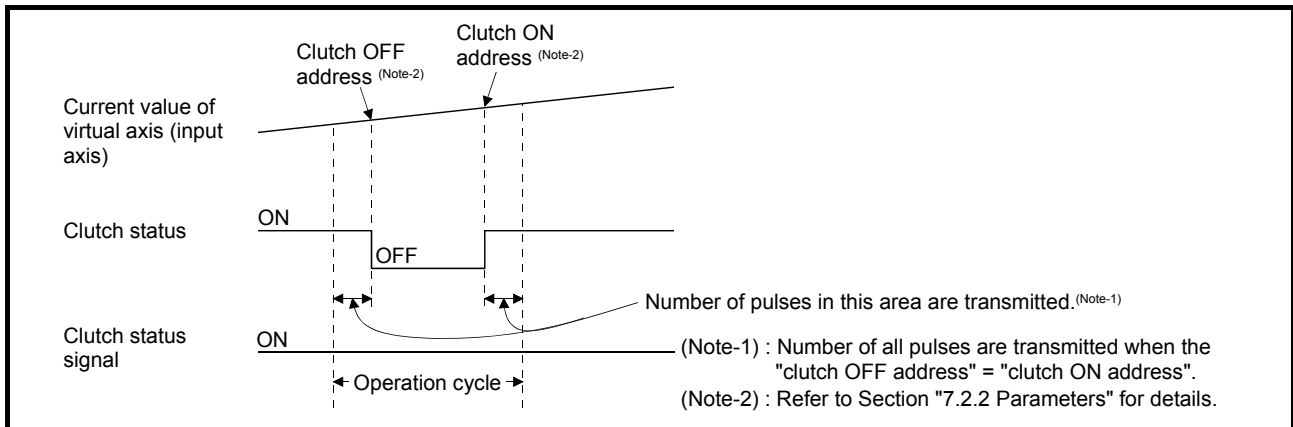 Clutch OFF
address (Note-2)
Clutch ON
address (Note-2)
Current value of
virtual axis (input
axis)
Clutch status
ON
OFF
Number of pulses in this area are transmitted.(Note-1)
Clutch status
signal
ON
Operation cycle
(Note-1) : Number of all pulses are transmitted when the
"clutch OFF address" = "clutch ON address".
(Note-2) : Refer to Section "7.2.2 Parameters" for details.